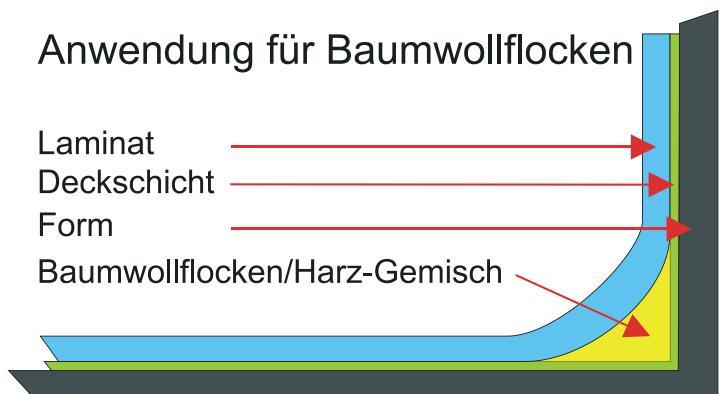 Anwendung für Baumwollflocken
Laminat
Deckschicht
Form
Baumwollflocken/Harz-Gemisch